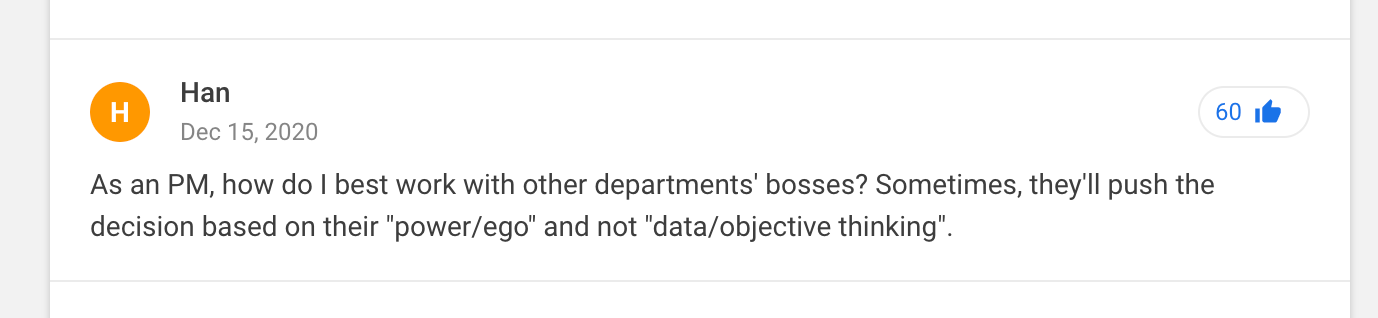 H
Han
Dec 15, 2020
60
As an PM, how do I best work with other departments' bosses? Sometimes, they'll push the
decision based on their "power/ego" and not "data/objective thinking".